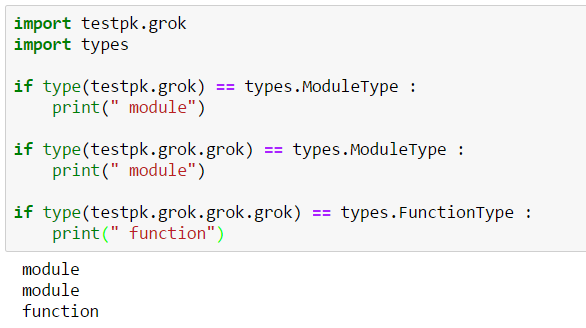 import testpk.grok
import types
if type(testpk.grok) == types.ModuleType :
    print(" module")
if type(testpk.grok.grok) == types.ModuleType :
    print(" module")
if type(testpk.grok.grok.grok) == types.FunctionType :
    print(" function")
module
module
function